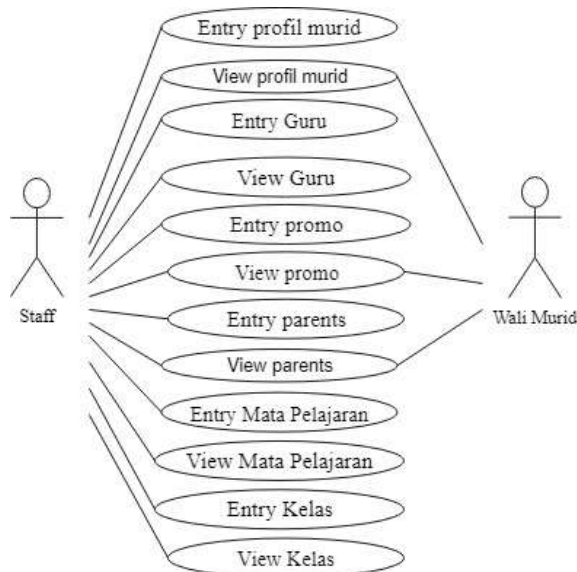 Entry profil murid
View profil murid
Entry Guru
View Guru
Entry promo
View promo
Entry parents
View parents
Entry Mata Pelajaran
View Mata Pelajaran
Entry Kelas
View Kelas
Staff
Wali Murid